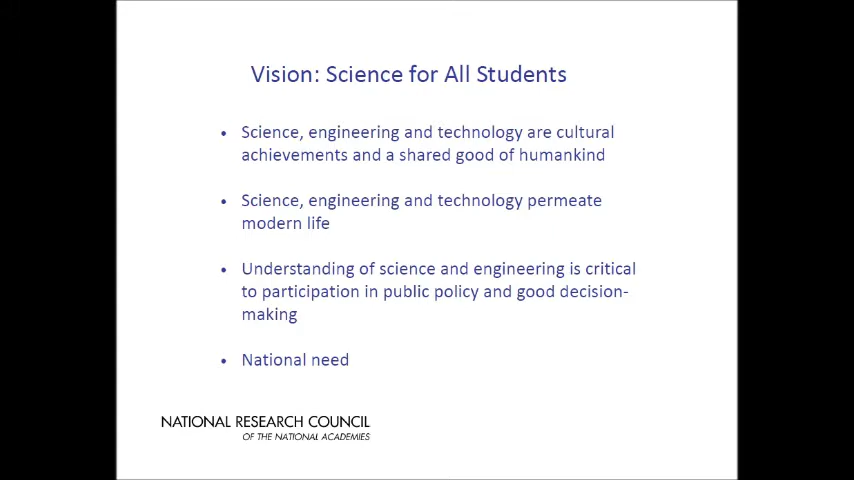 Vision: Science for All Students
• Science, engineering and technology are cultural
achievements and a shared good of humankind
• Science, engineering and technology permeate
modern life
• Understanding of science and engineering is critical
to participation in public policy and good decision-
making
• National need
NATIONAL RESEARCH COUNCIL
OF THE NATIONAL ACADEMIES